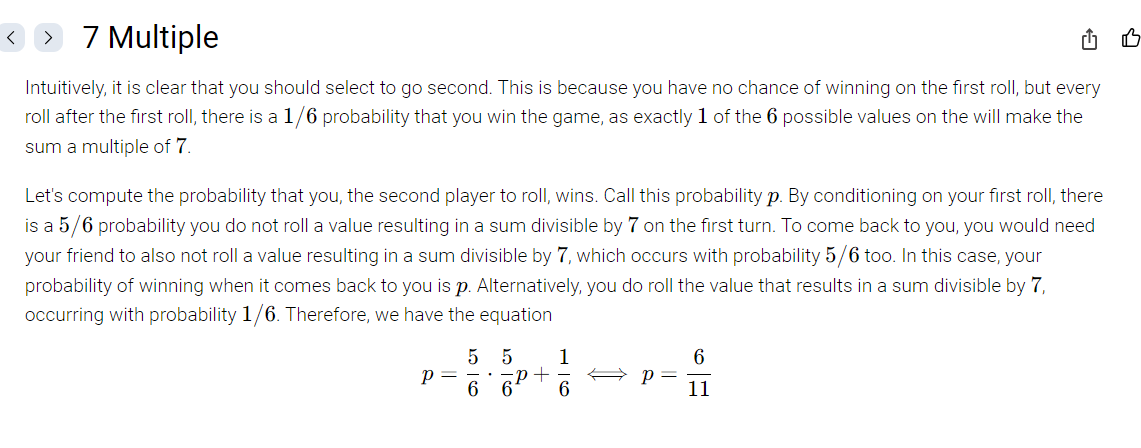 7 Multiple
Intuitively, it is clear that you should select to go second. This is because you have no chance of winning on the first roll, but every
roll after the first roll, there is a 1/6 probability that you win the game, as exactly 1 of the 6 possible values on the will make the
sum a multiple of 7.
Let's compute the probability that you, the second player to roll, wins. Call this probability p. By conditioning on your first roll, there
is a 5/6 probability you do not roll a value resulting in a sum divisible by 7 on the first turn. To come back to you, you would need
your friend to also not roll a value resulting in a sum divisible by 7, which occurs with probability 5/6 too. In this case, your
probability of winning when it comes back to you is p. Alternatively, you do roll the value that results in a sum divisible by 7,
occurring with probability 1/6. Therefore, we have the equation
p = 5/6 · 5/6 p + 1/6 ⟺ p = 6/11